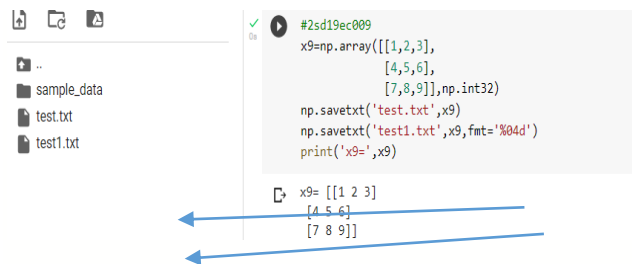 ..
sample_data
test.txt
test1.txt
0s
#2sd19ec009
x9=np.array([[1,2,3],
[4,5,6],
[7,8,9]],np.int32)
np.savetxt('test.txt',x9)
np.savetxt('test1.txt',x9,fmt='%04d')
print('x9=',x9)
x9= [[1 2 3]
[4 5 6]
[7 8 9]]